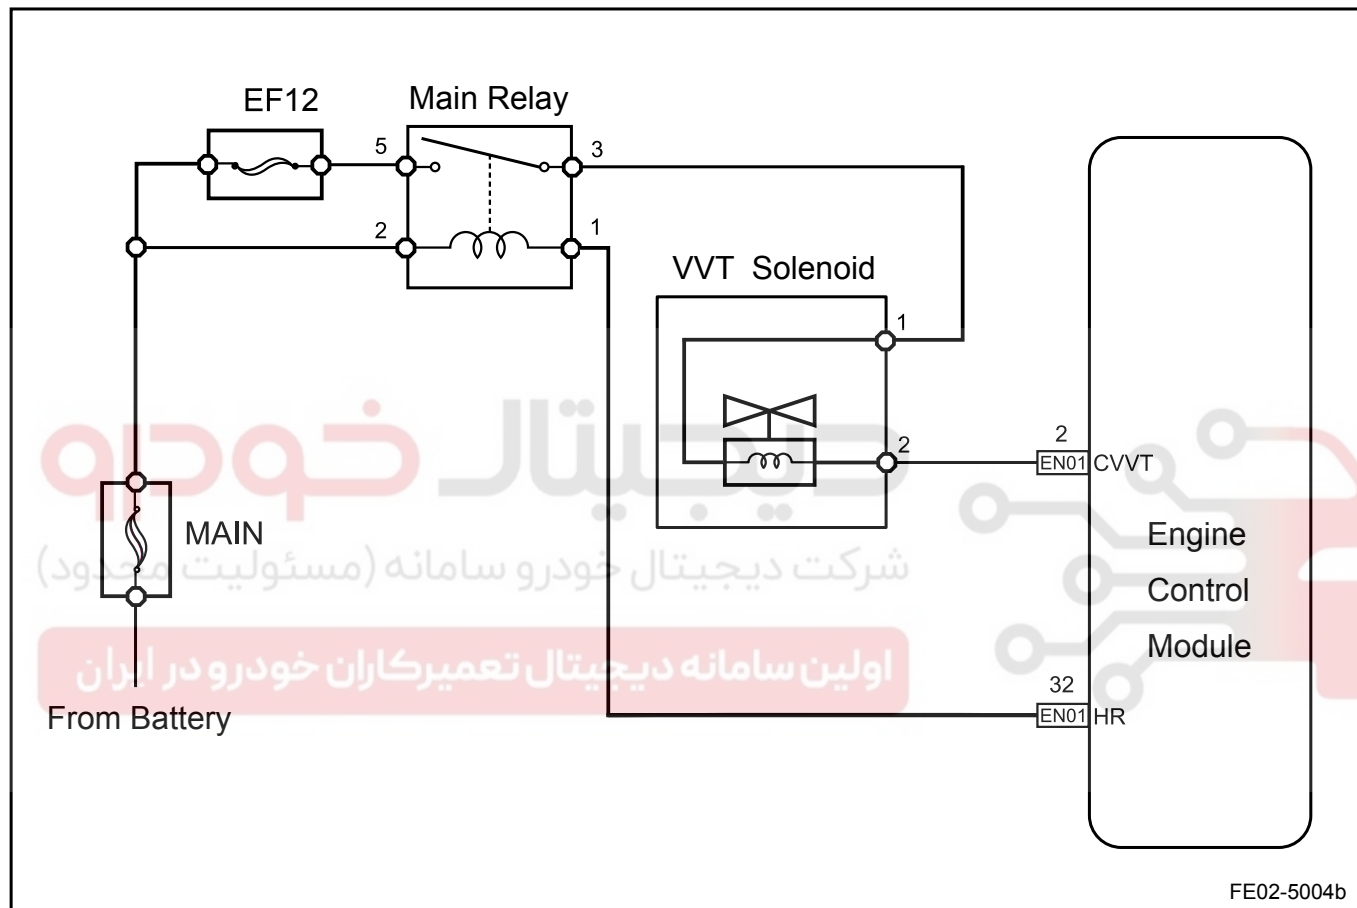 EF12
Main Relay
5
3
2
1
VVT Solenoid
1
2
2
EN01 CVVT
دیجیتال خودرو
MAIN
شرکت دیجیتال خودرو سامانه (مسئولیت محدود)
Engine
Control
Module
اولین سامانه دیجیتال تعمیرکاران خودرو در ایران
32
EN01 HR
From Battery
FE02-5004b